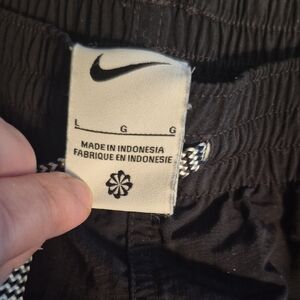 L G G
MADE IN INDONESIA
FABRIQUE EN INDONESIE